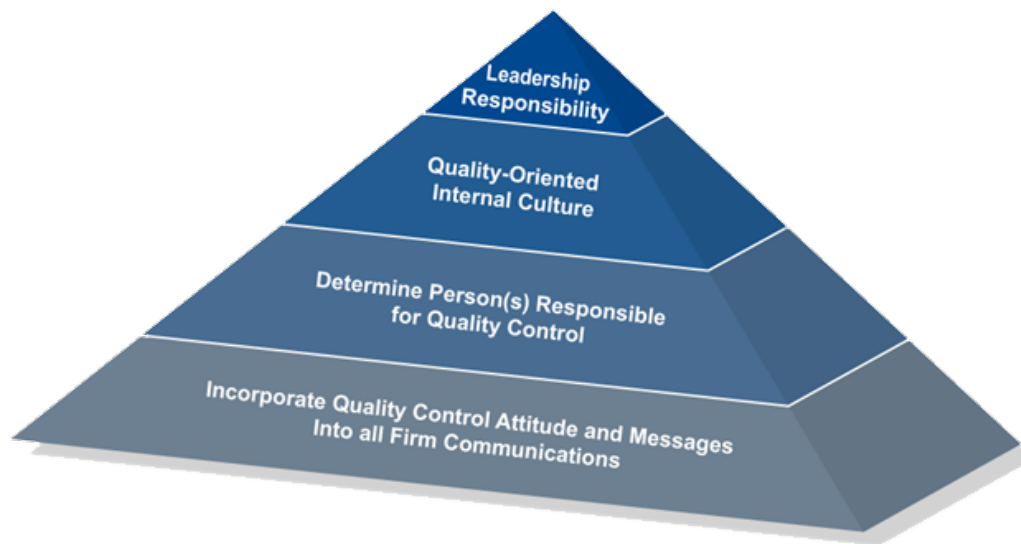 Leadership
Responsibility
Quality-Oriented
Internal Culture
Determine Person(s) Responsible
for Quality Control
Incorporate Quality Control Attitude and Messages
Into all Firm Communications